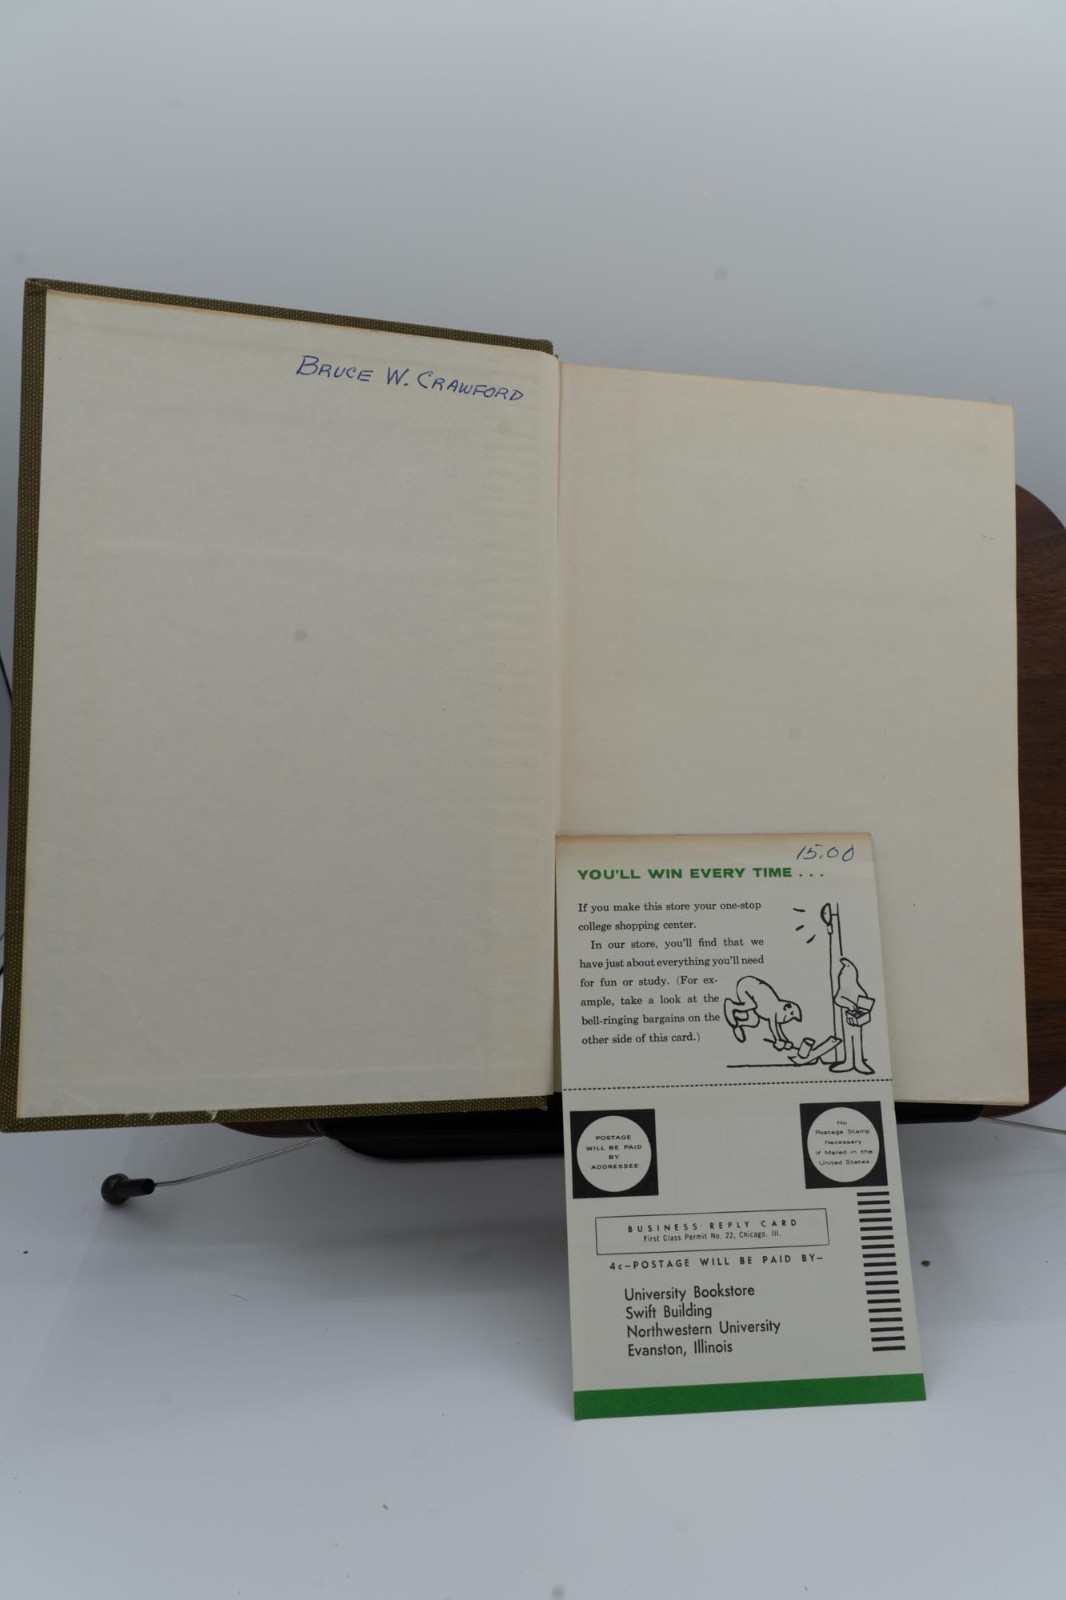 BRUCE W. CRAWFORD
15.00
YOU'LL WIN EVERY TIME . . .
If you make this store your one-stop
college shopping center.
In our store, you'll find that we
have just about everything you'll need
for fun or study. (For ex-
ample, take a look at the
bell-ringing bargains on the
other side of this card.)
POSTAGE
WILL BE PAID
BY
ADDRESSEE
No
Postage Stamp
Necessary
If Mailed in the
United States
BUSINESS REPLY CARD
First Class Permit No. 22, Chicago, Ill.
4c—POSTAGE WILL BE PAID BY—
University Bookstore
Swift Building
Northwestern University
Evanston, Illinois